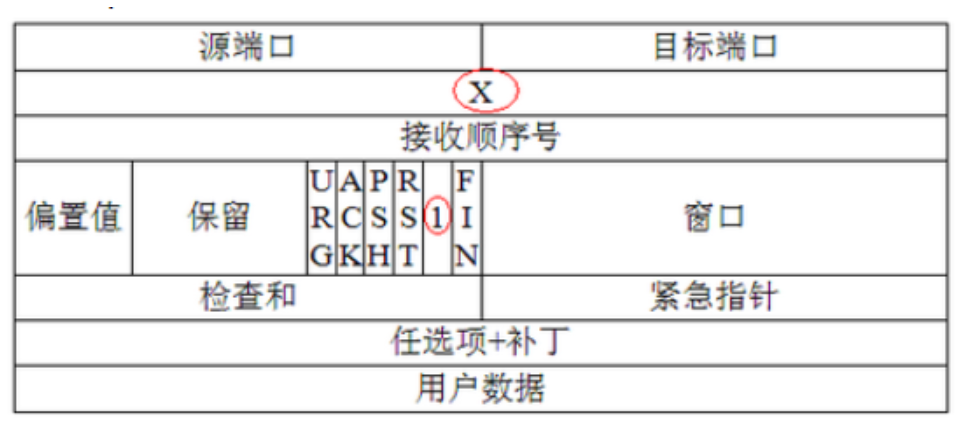 源端口 目标端口
X
接收顺序号
偏置值 保留 URG ACK PSH RST 1 FIN 窗口
检查和 紧急指针
任选项+补丁
用户数据